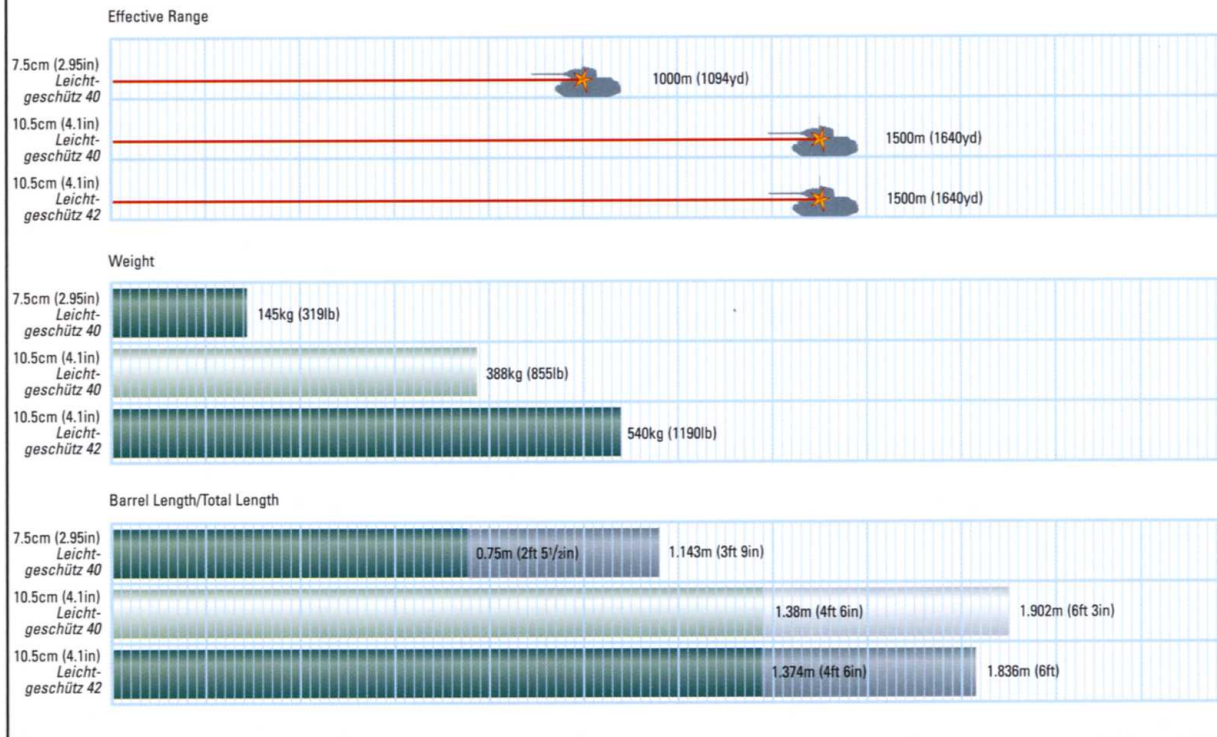 Effective Range
7.5cm (2.95in)
Leicht-
geschütz 40
1000m (1094yd)
10.5cm (4.1in)
Leicht-
geschütz 40
1500m (1640yd)
10.5cm (4.1in)
Leicht-
geschütz 42
1500m (1640yd)
Weight
7.5cm (2.95in)
Leicht-
geschütz 40
145kg (319lb)
10.5cm (4.1in)
Leicht-
geschütz 40
388kg (855lb)
10.5cm (4.1in)
Leicht-
geschütz 42
540kg (1190lb)
Barrel Length/Total Length
7.5cm (2.95in)
Leicht-
geschütz 40
0.75m (2ft 5¹/²in)
1.143m (3ft 9in)
10.5cm (4.1in)
Leicht-
geschütz 40
1.38m (4ft 6in)
1.902m (6ft 3in)
10.5cm (4.1in)
Leicht-
geschütz 42
1.374m (4ft 6in)
1.836m (6ft)